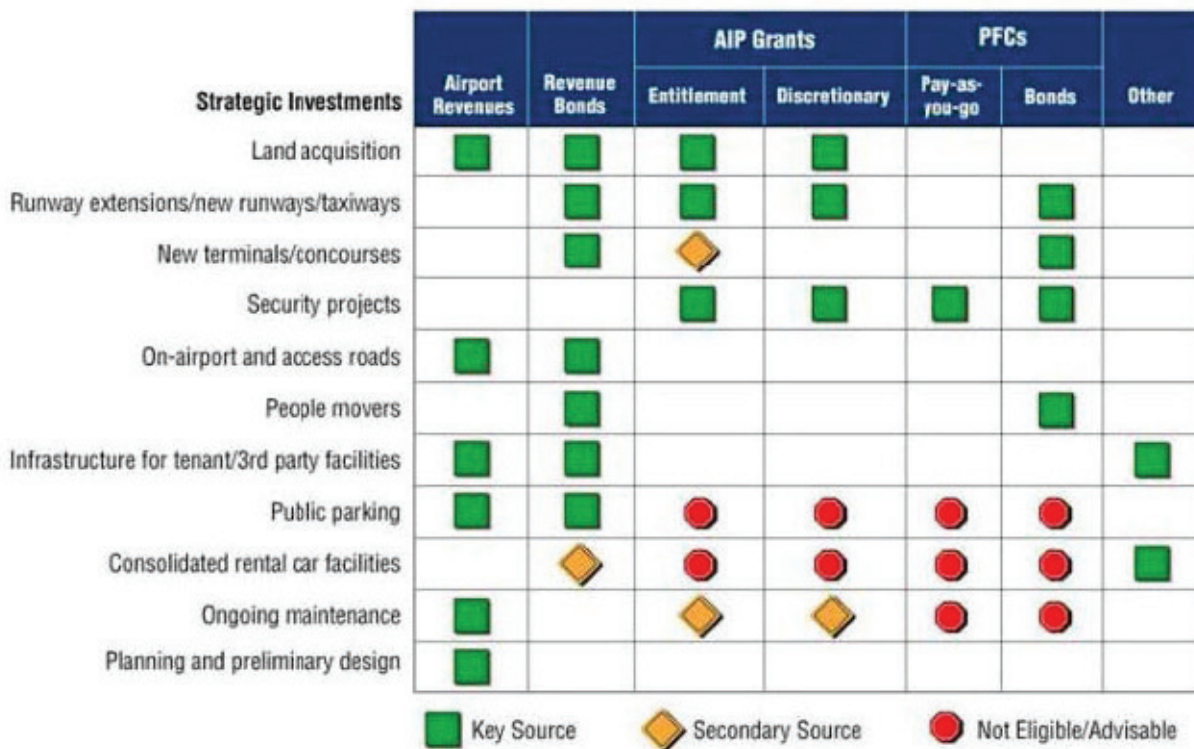 AIP Grants
PFCs
Strategic Investments
Airport Revenues
Revenue Bonds
Entitlement
Discretionary
Pay-as-you-go
Bonds
Other
Land acquisition
Runway extensions/new runways/taxiways
New terminals/concourses
Security projects
On-airport and access roads
People movers
Infrastructure for tenant/3rd party facilities
Public parking
Consolidated rental car facilities
Ongoing maintenance
Planning and preliminary design
Key Source
Secondary Source
Not Eligible/Advisable